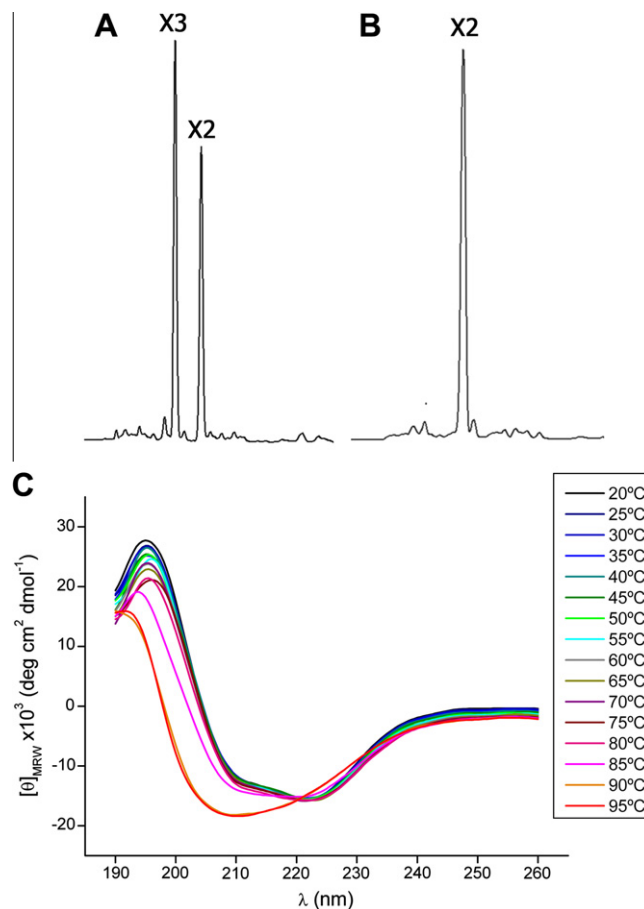 A
X3
X2
B
X2
C
[θ]MRW x10³ (deg cm² dmol⁻¹)
30
20
10
0
-10
-20
190 200 210 220 230 240 250 260
λ (nm)
20ºC
25ºC
30ºC
35ºC
40ºC
45ºC
50ºC
55ºC
60ºC
65ºC
70ºC
75ºC
80ºC
85ºC
90ºC
95ºC